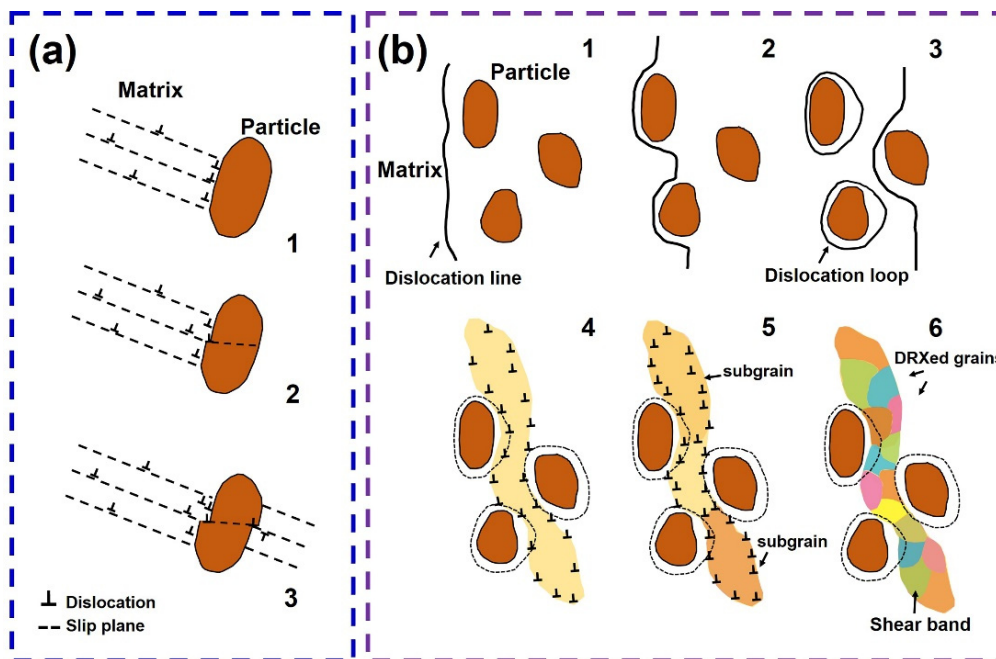 (a)
Matrix
Particle
1
2
3
⊥ Dislocation
--- Slip plane
(b)
1
2
3
Particle
Matrix
Dislocation line
Dislocation loop
4
5
6
subgrain
subgrain
DRXed grains
Shear band